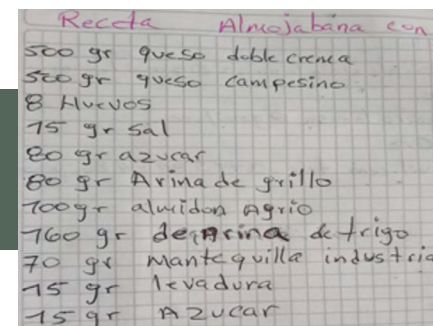 Receta Almojabana con
500 gr queso doble crema
500 gr queso campesino
8 Huevos
15 gr sal
80 gr azucar
80 gr Arina de grillo
100 gr almidon Agrio
160 gr de Arina de trigo
70 gr Mantequilla industria
15 gr levadura
15 gr Azucar